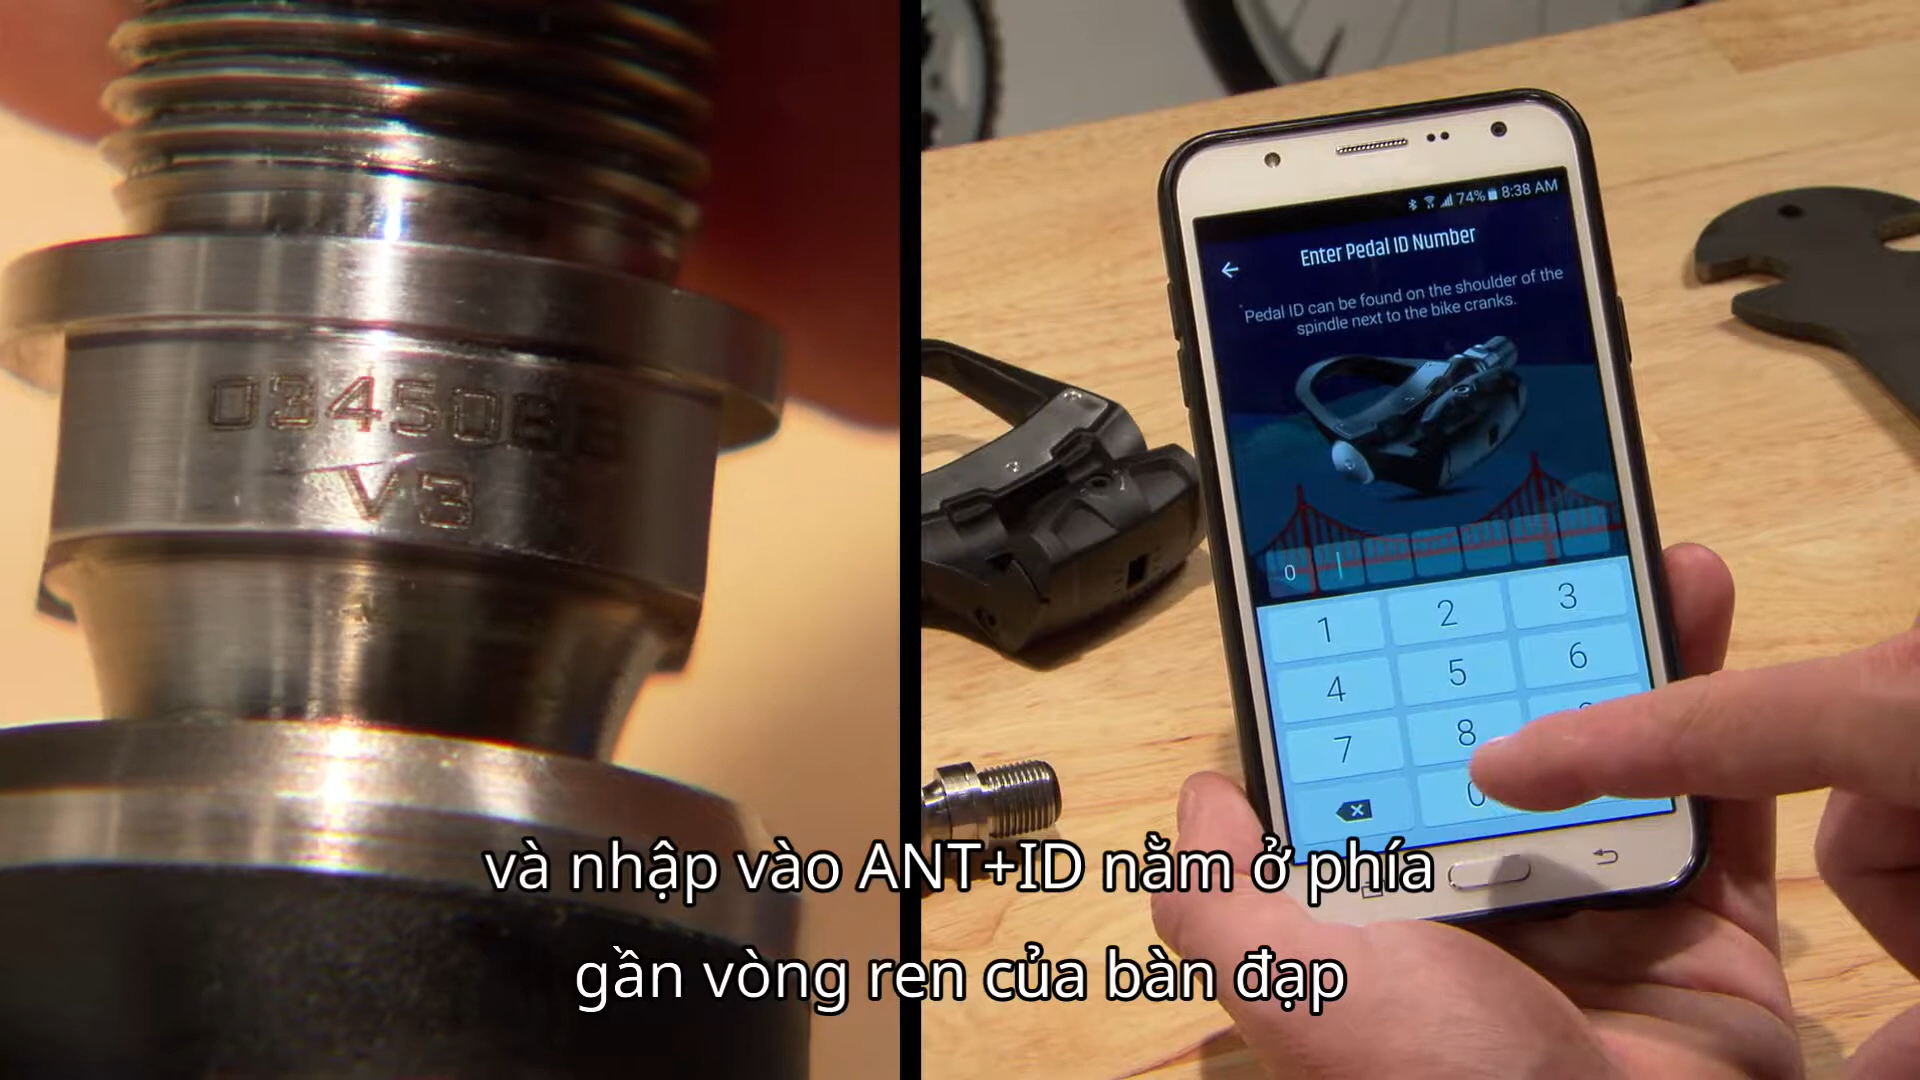 03450BB
V3
74% 8:38 AM
Enter Pedal ID Number
Pedal ID can be found on the shoulder of the
spindle next to the bike cranks.
0
1 2 3
4 5 6
7 8
0
và nhập vào ANT+ID nằm ở phía
gần vòng ren của bàn đạp